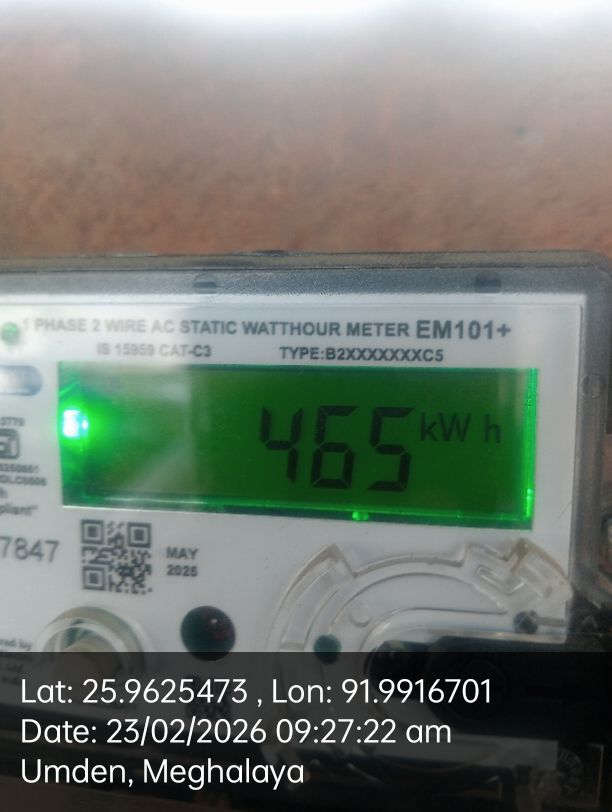 1 PHASE 2 WIRE AC STATIC WATTHOUR METER EM101+
IS 15959 CAT-C3 TYPE:B2XXXXXXXC5
465 kWh
7847
MAY
2025
Lat: 25.9625473 , Lon: 91.9916701
Date: 23/02/2026 09:27:22 am
Umden, Meghalaya